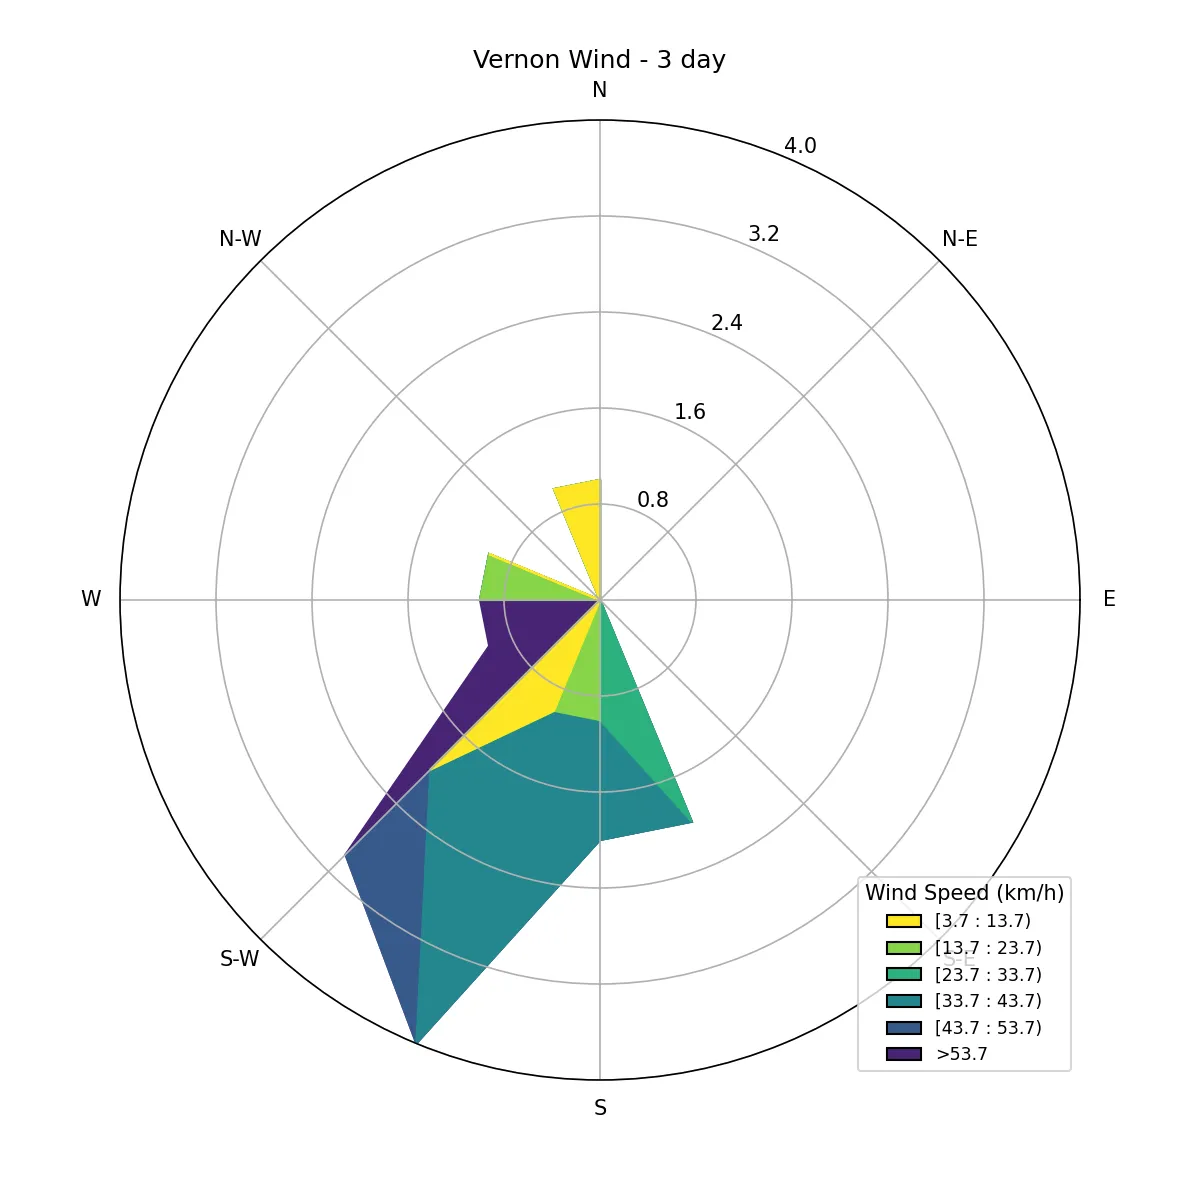 Vernon Wind - 3 day
N
4.0
N-W
3.2
N-E
2.4
1.6
0.8
W
E
Wind Speed (km/h)
[3.7 : 13.7)
[13.7 : 23.7)
S-W
S-E
[23.7 : 33.7)
[33.7 : 43.7)
[43.7 : 53.7)
>53.7
S